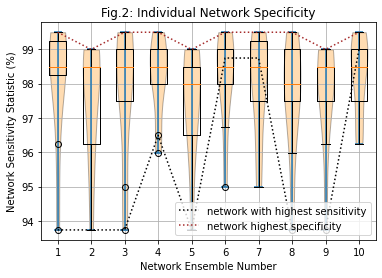 Fig.2: Individual Network Specificity
Network Sensitivity Statistic (%)
99
98
97
96
95
94
network with highest sensitivity
network highest specificity
1 2 3 4 5 6 7 8 9 10
Network Ensemble Number